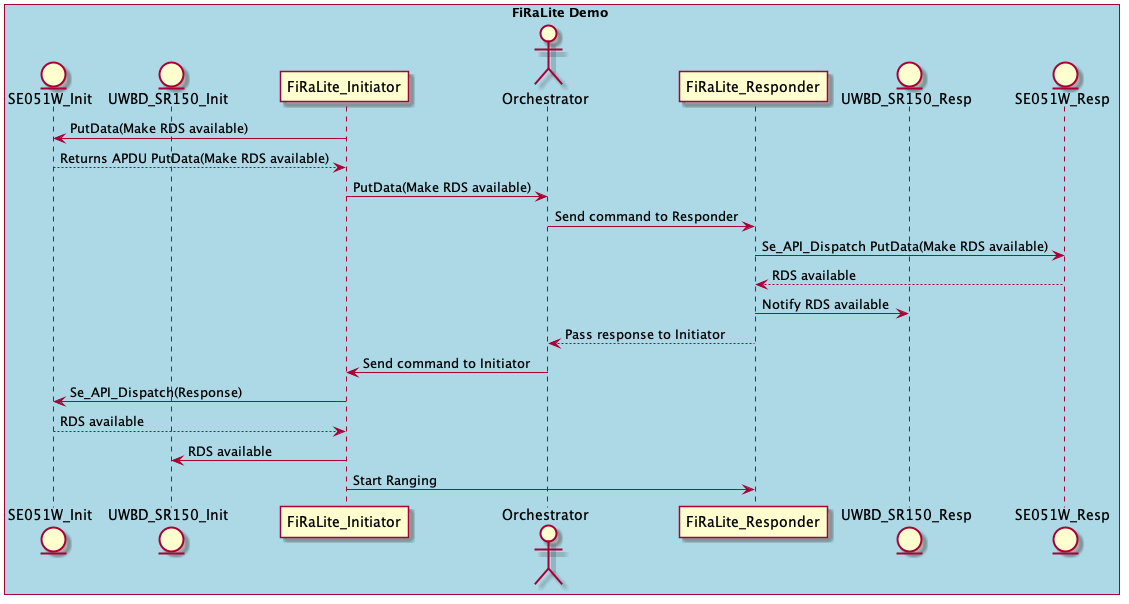 FiRaLite Demo
SE051W_Init
UWBD_SR150_Init
FiRaLite_Initiator
Orchestrator
FiRaLite_Responder
UWBD_SR150_Resp
SE051W_Resp
PutData(Make RDS available)
Returns APDU PutData(Make RDS available)
PutData(Make RDS available)
Send command to Responder
Se_API_Dispatch PutData(Make RDS available)
RDS available
Notify RDS available
Pass response to Initiator
Send command to Initiator
Se_API_Dispatch(Response)
RDS available
RDS available
Start Ranging
SE051W_Init
UWBD_SR150_Init
FiRaLite_Initiator
Orchestrator
FiRaLite_Responder
UWBD_SR150_Resp
SE051W_Resp